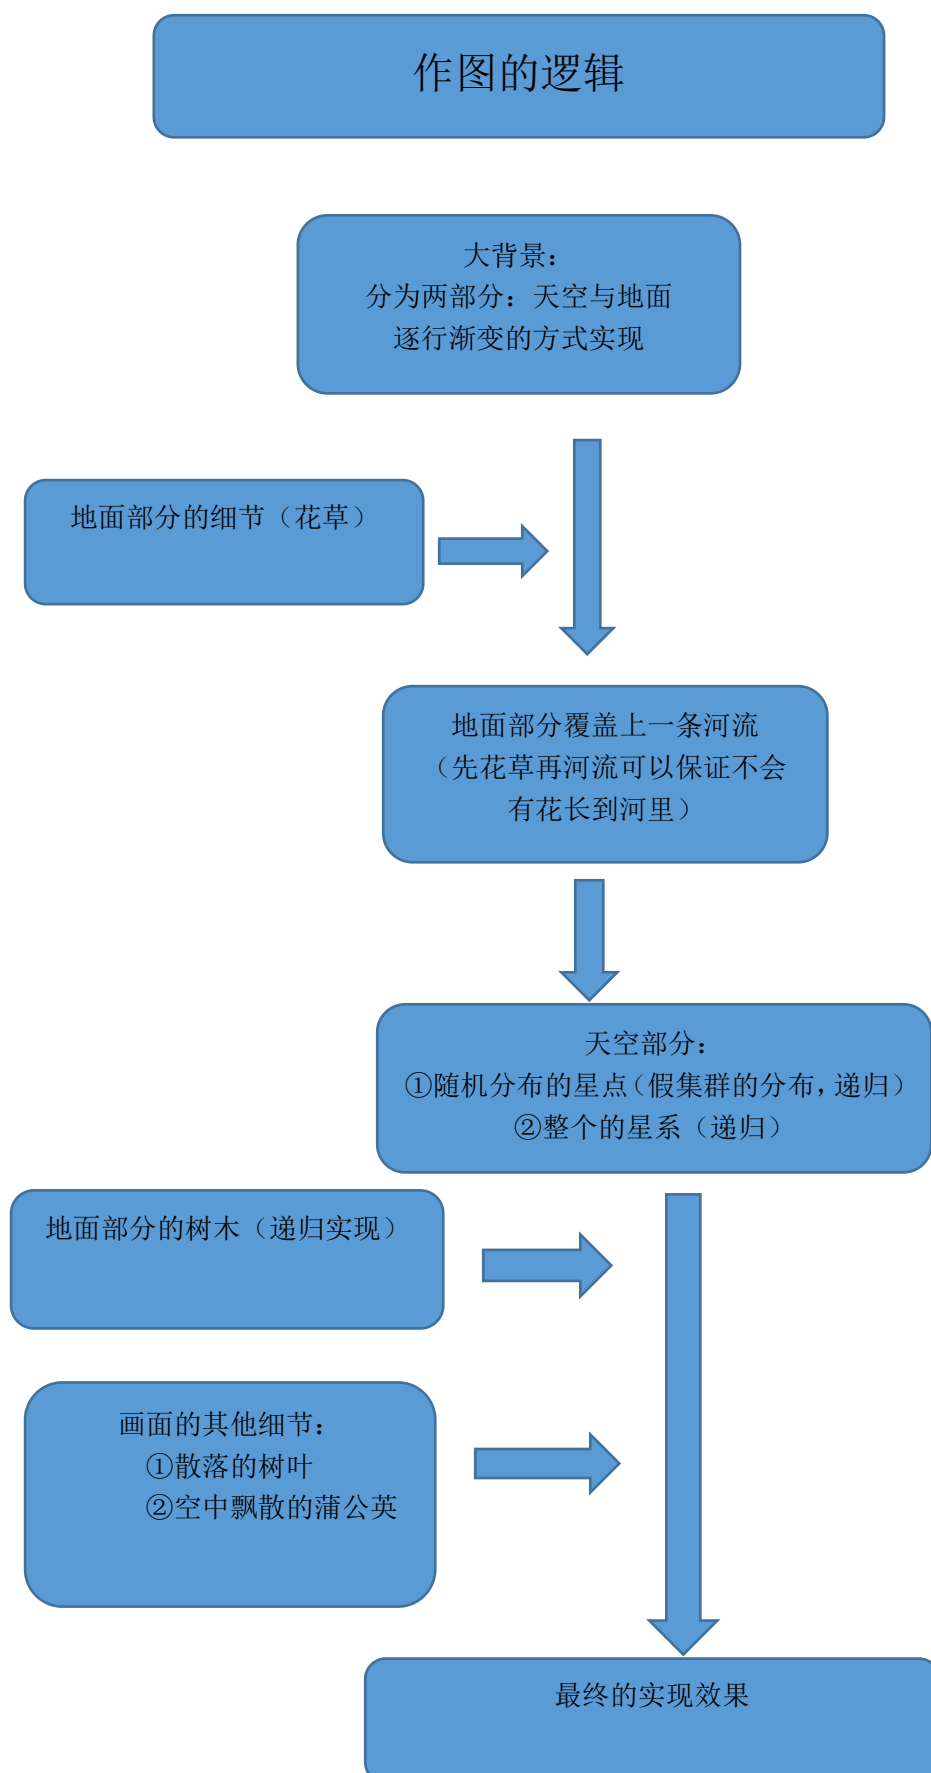 作图的逻辑
大背景：
分为两部分：天空与地面
逐行渐变的方式实现
地面部分的细节（花草）
地面部分覆盖上一条河流
（先花草再河流可以保证不会
有花长到河里）
天空部分：
①随机分布的星点（假集群的分布，递归）
②整个的星系（递归）
地面部分的树木（递归实现）
画面的其他细节：
①散落的树叶
②空中飘散的蒲公英
最终的实现效果